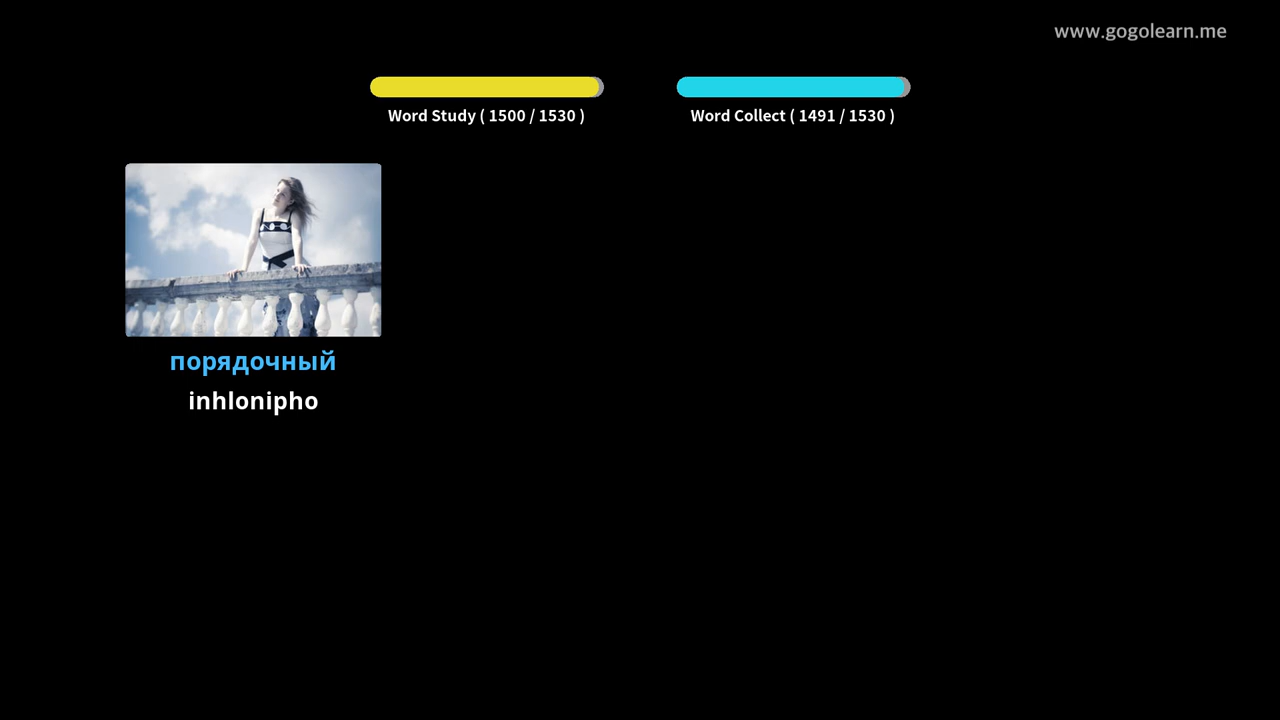 www.gogolearn.me
Word Study ( 1500 / 1530 )
Word Collect ( 1491 / 1530 )
порядочный
inhlonipho